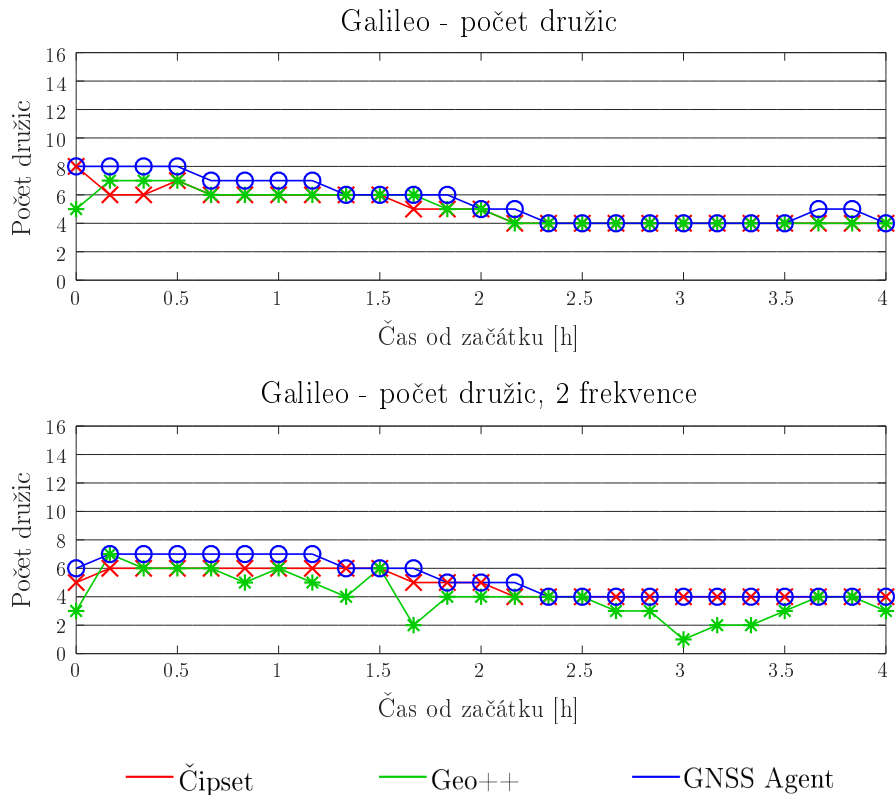 Galileo - počet družic
16
14
12
10
8
6
4
2
0
Počet družic
0 0.5 1 1.5 2 2.5 3 3.5 4
Čas od začátku [h]
Galileo - počet družic, 2 frekvence
16
14
12
10
8
6
4
2
0
Počet družic
0 0.5 1 1.5 2 2.5 3 3.5 4
Čas od začátku [h]
Čipset Geo++ GNSS Agent